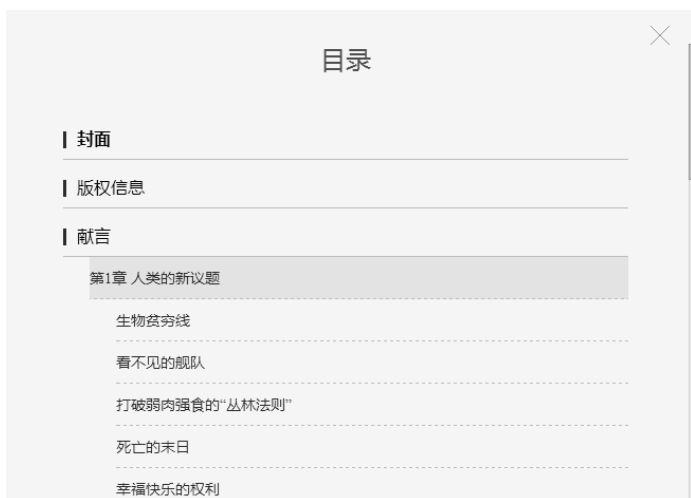 目录
封面
版权信息
献言
第1章 人类的新议题
生物贫穷线
看不见的舰队
打破弱肉强食的“丛林法则”
死亡的末日
幸福快乐的权利